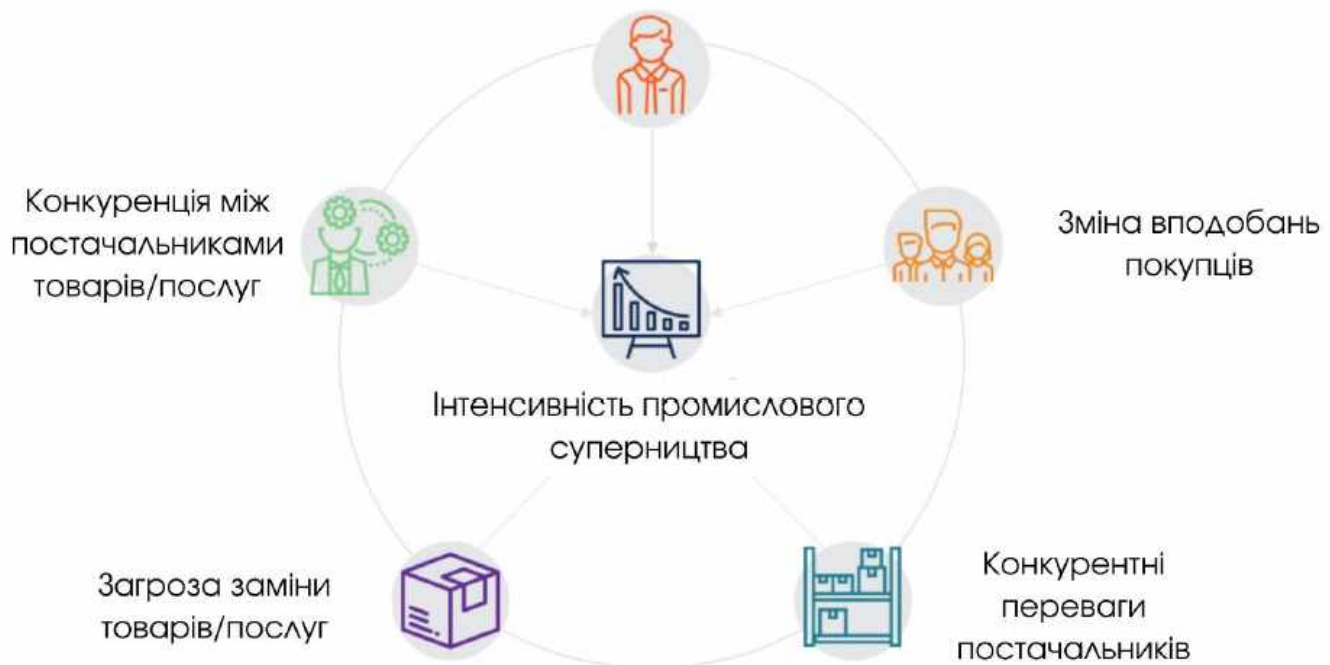 Конкуренція між
постачальниками
товарів/послуг
Зміна вподобань
покупців
Інтенсивність промислового
суперництва
Загроза заміни
товарів/послуг
Конкурентні
переваги
постачальників